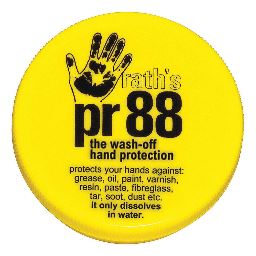 rath's
pr 88
the wash-off
hand protection
protects your hands against:
grease, oil, paint, varnish,
resin, paste, fibreglass,
tar, soot, dust etc.
it only dissolves
in water.